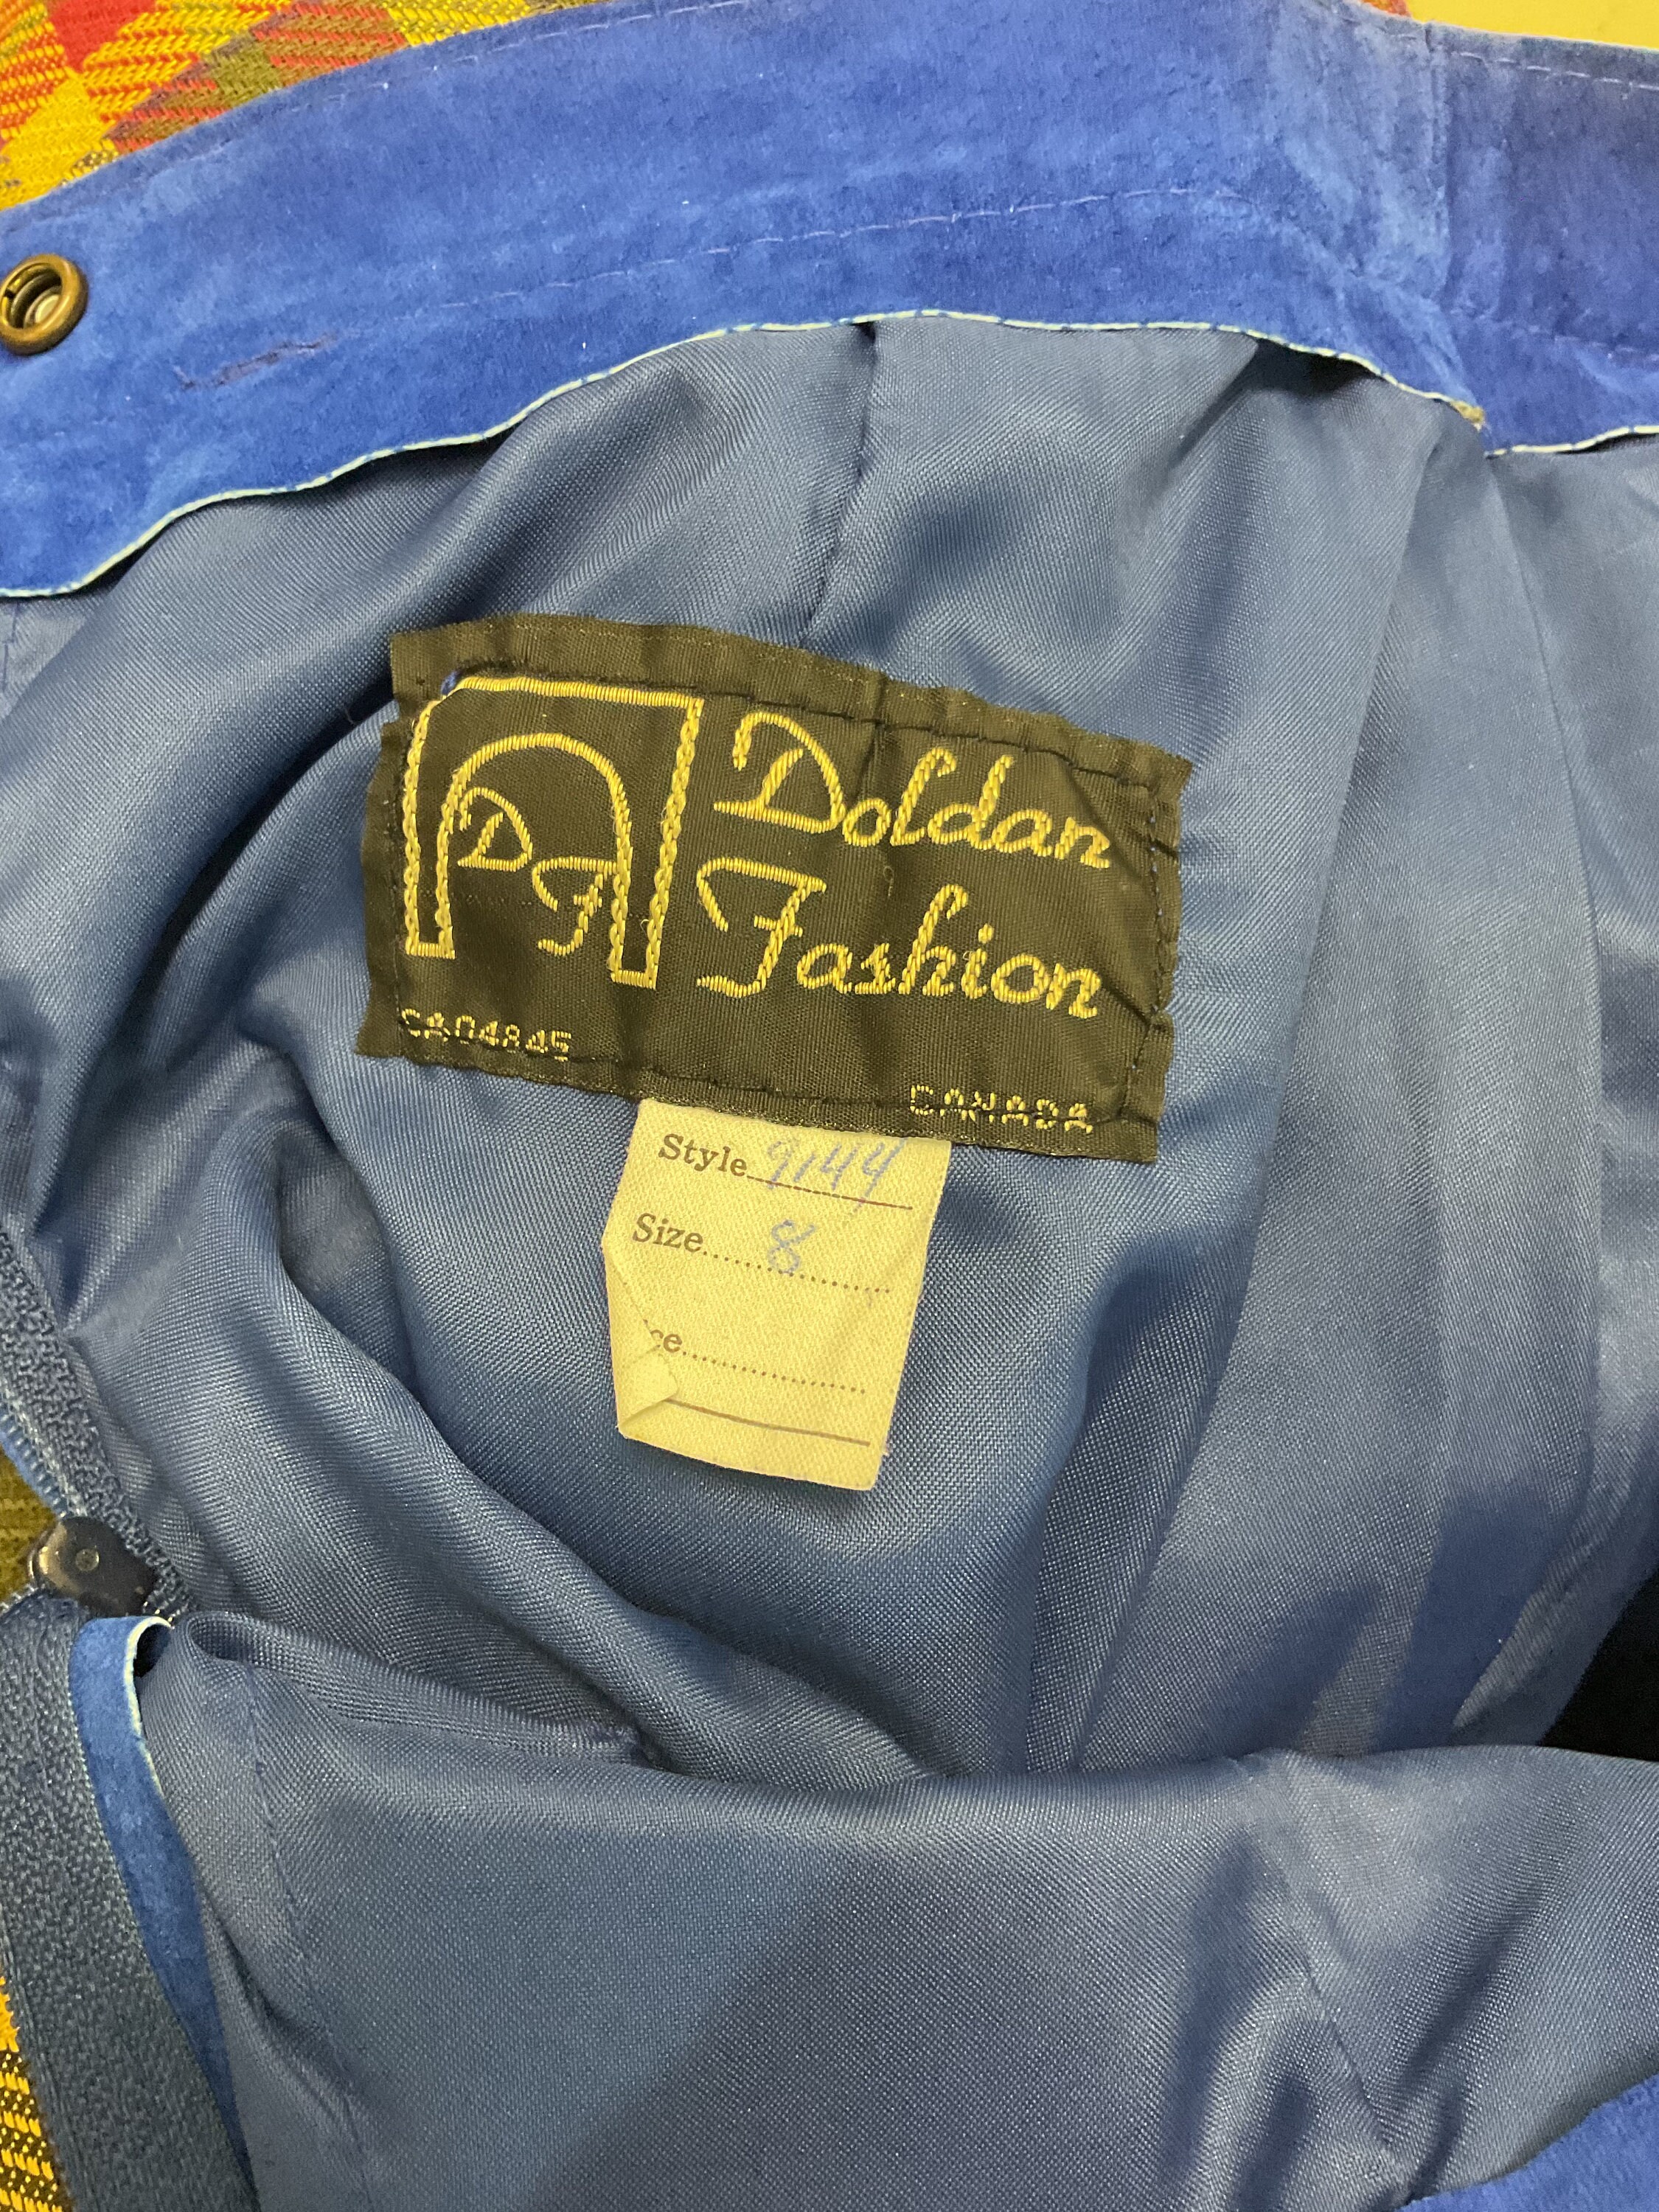 DF
Doldan
Fashion
CA04845
CANADA
Style 9144
Size 8